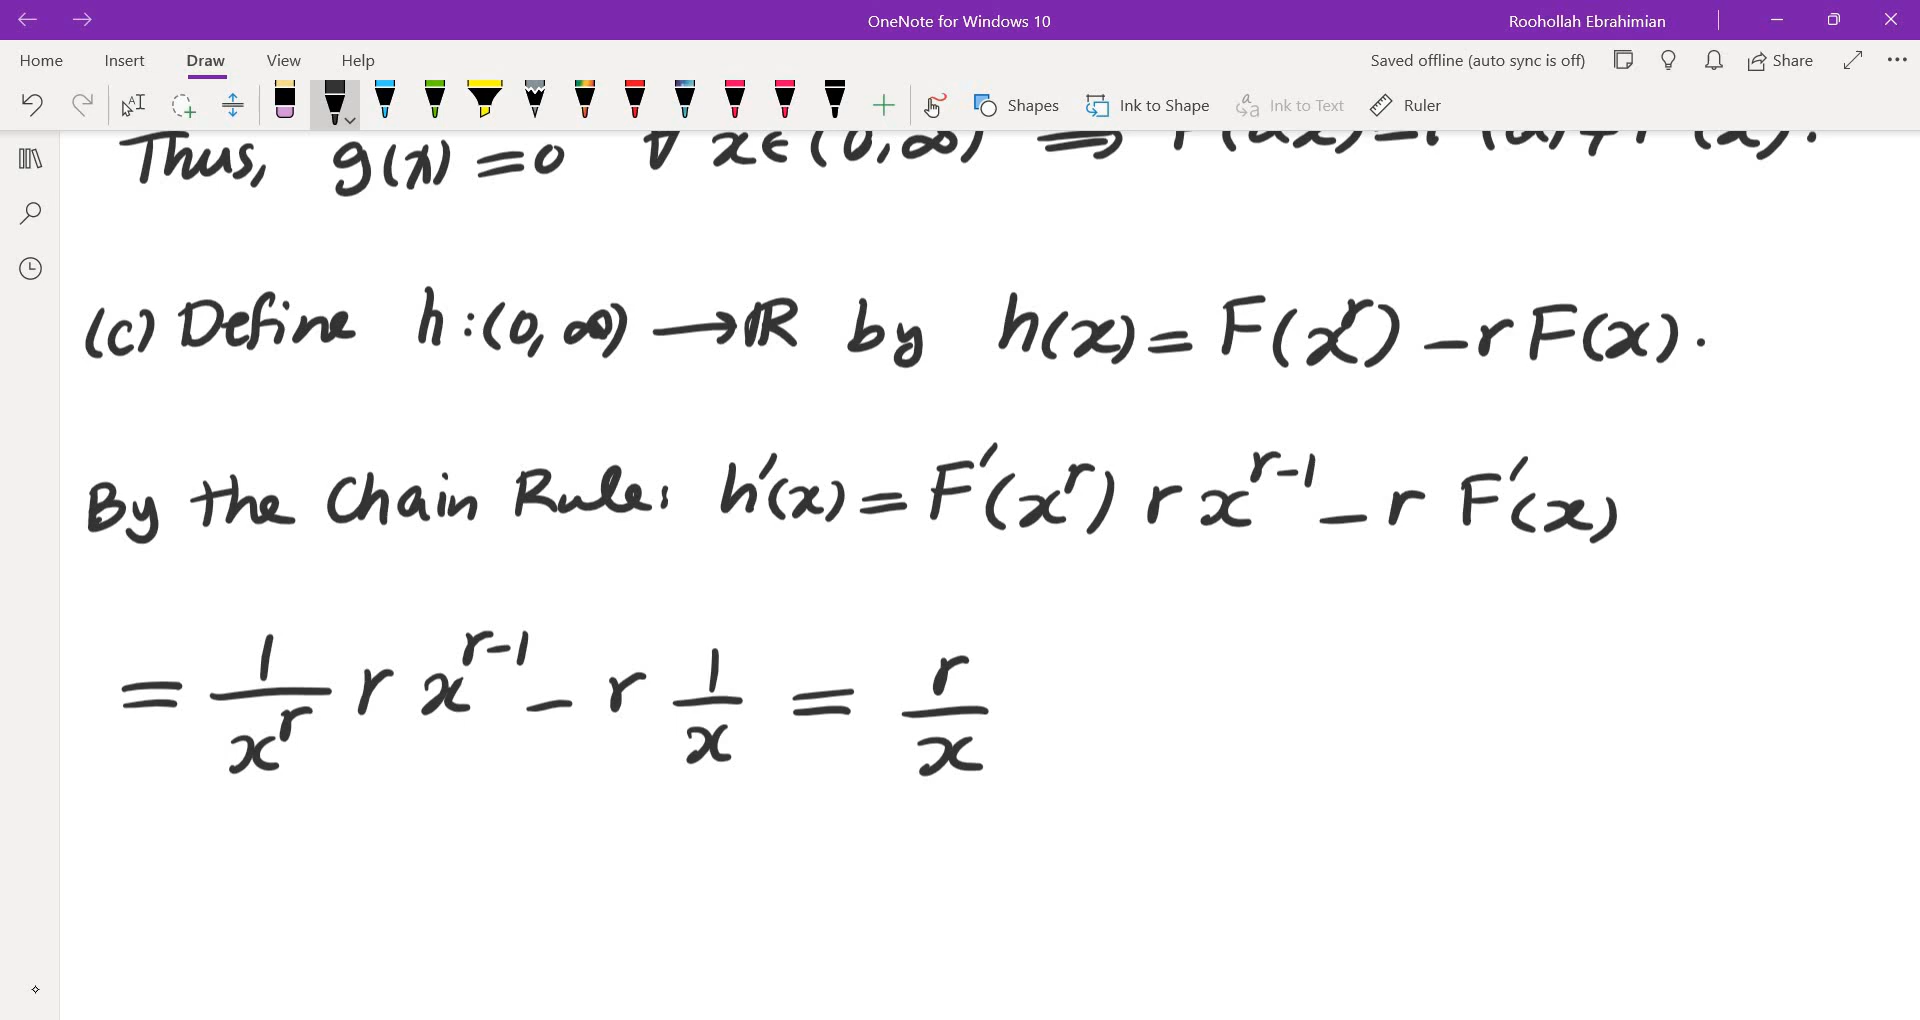 OneNote for Windows 10
Roohollah Ebrahimian
Home Insert Draw View Help
Saved offline (auto sync is off) Share
Shapes Ink to Shape Ink to Text Ruler
Thus, g(x) = 0 ∀ x ∈ (0, ∞) ⟹ F(ax) = F(a) + F(x).
(c) Define h : (0, ∞) → ℝ by h(x) = F(x^r) - r F(x).
By the Chain Rule: h'(x) = F'(x^r) r x^{r-1} - r F'(x)
= 1/x^r r x^{r-1} - r 1/x = r/x